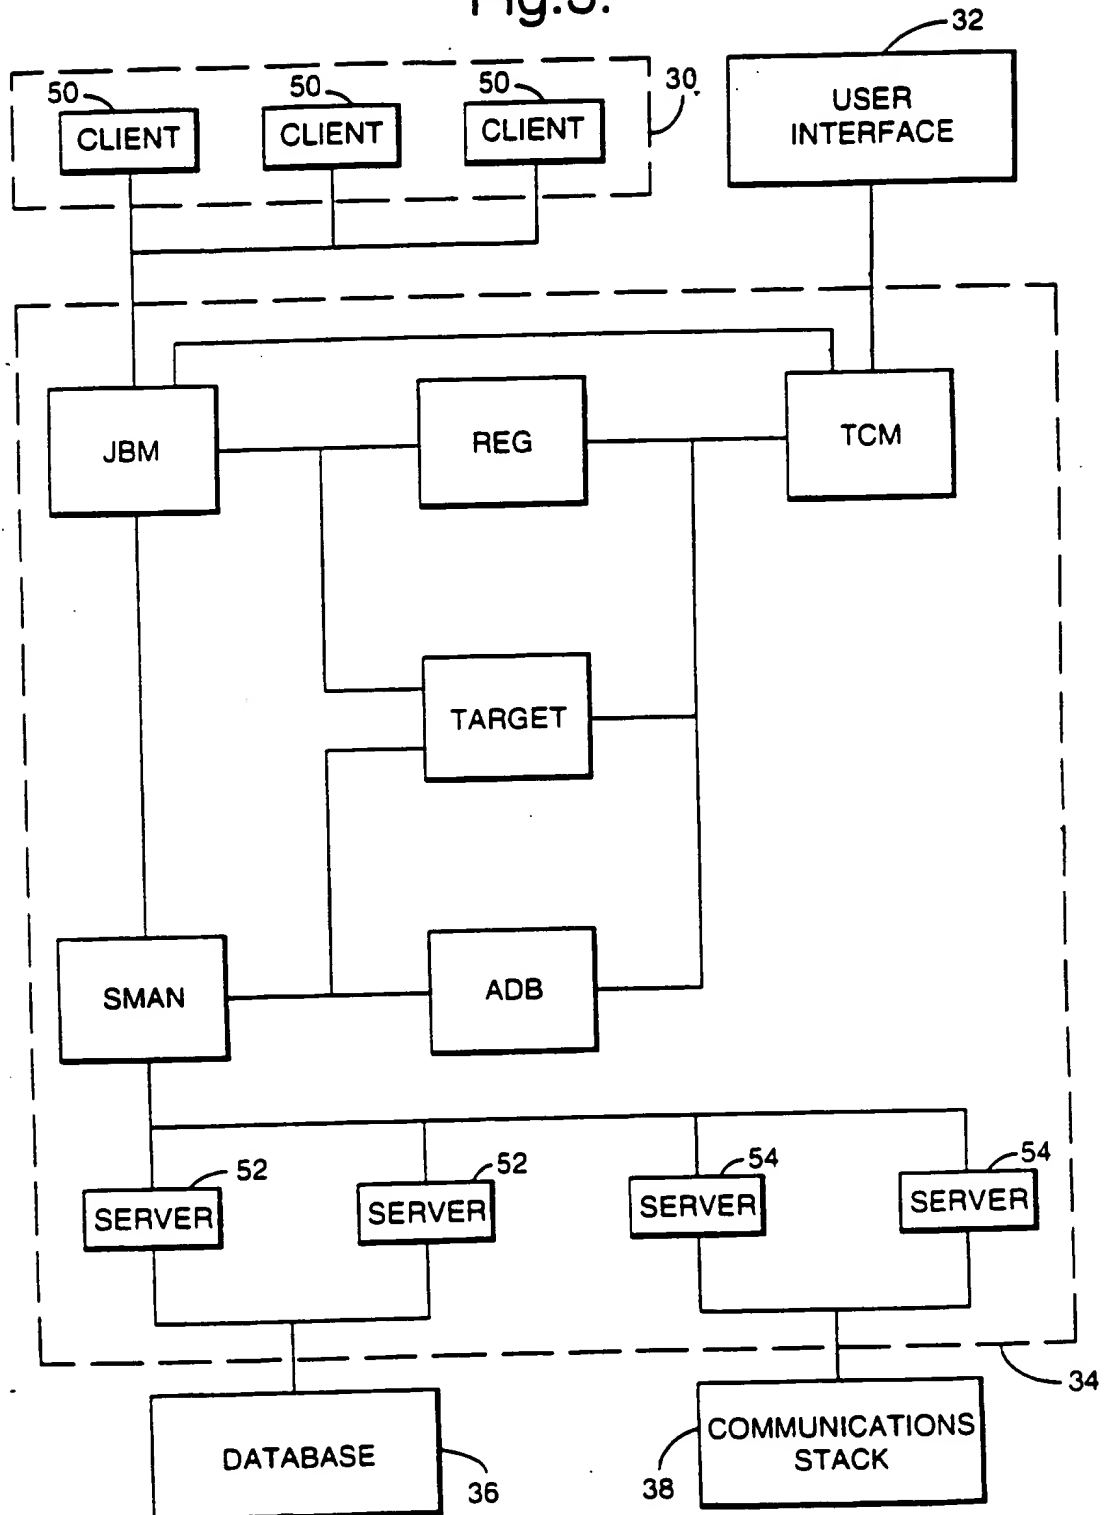 Fig.3.
32
50
50
50
30
CLIENT
CLIENT
CLIENT
USER
INTERFACE
JBM
REG
TCM
TARGET
SMAN
ADB
52
52
54
54
SERVER
SERVER
SERVER
SERVER
34
DATABASE
36
COMMUNICATIONS
STACK
38